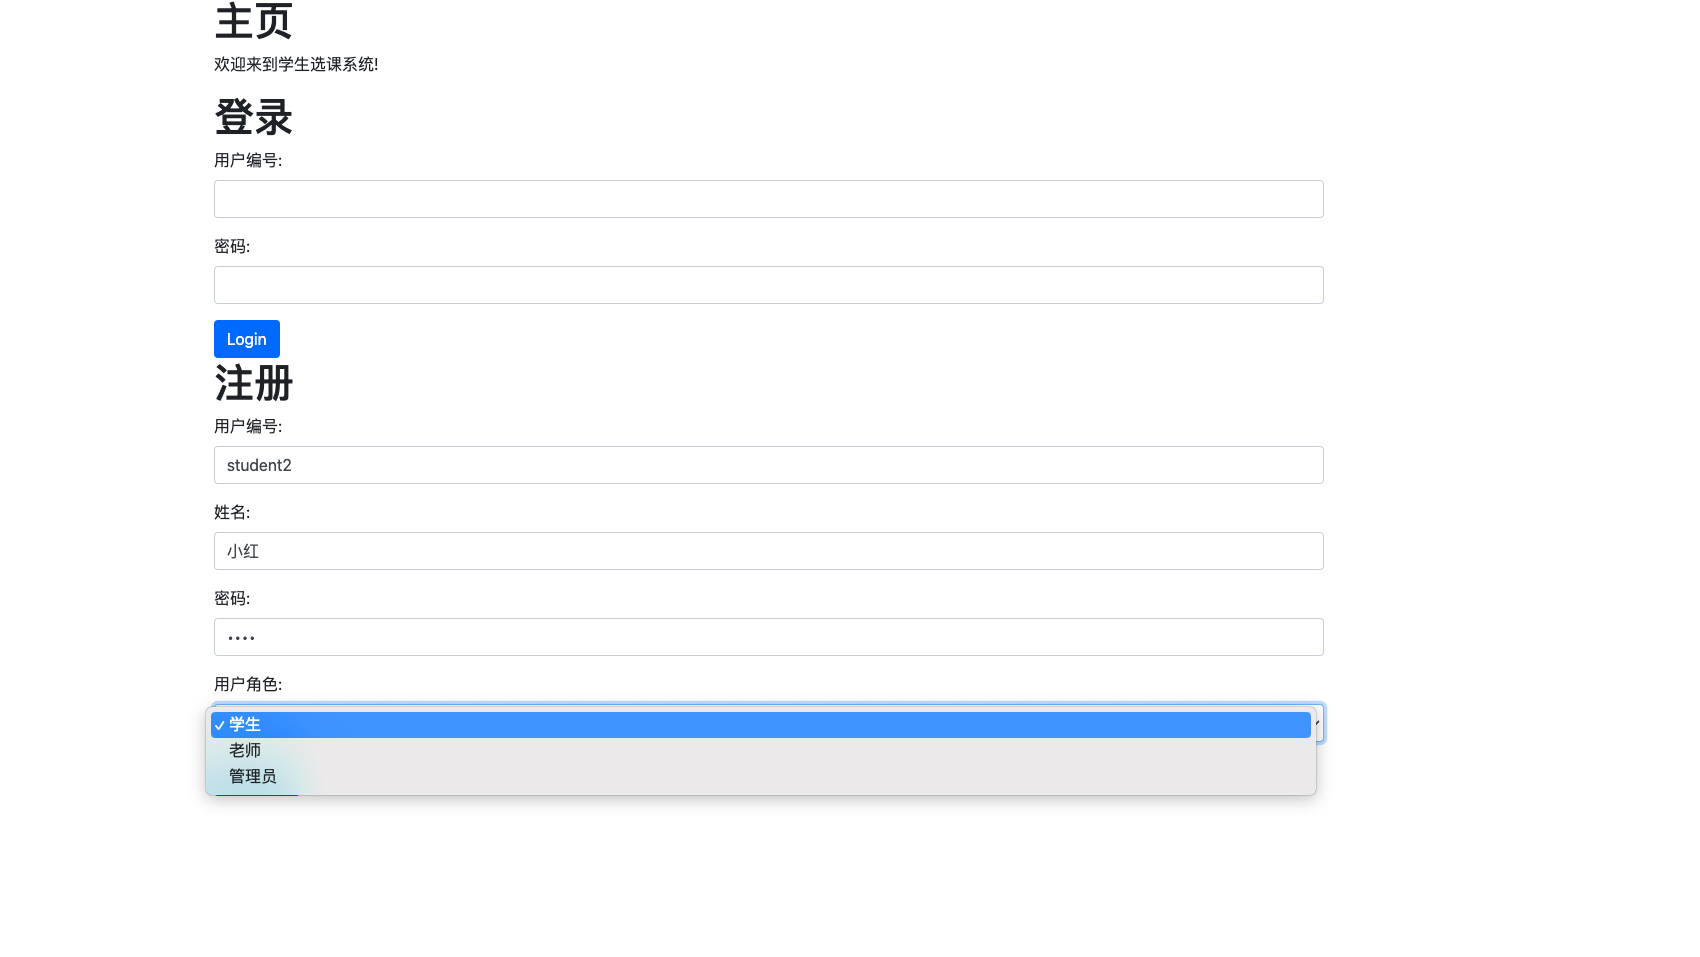 主页
欢迎来到学生选课系统!
登录
用户编号:
密码:
Login
注册
用户编号:
student2
姓名:
小红
密码:
••••
用户角色:
✓ 学生
老师
管理员